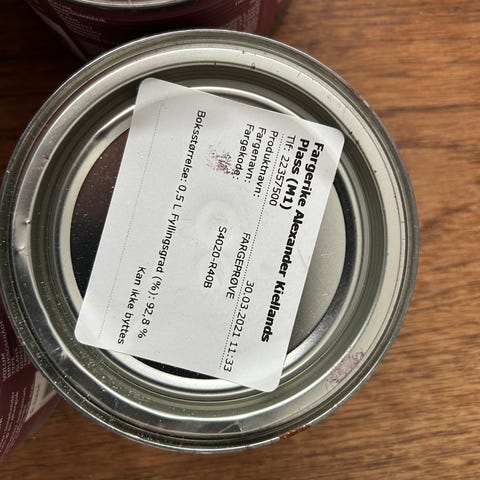 Fargerike Alexander Kiellands
Plass (M1)
Tlf: 22357500
30.03.2021 11:33
Produktnavn:
Fargenavn: FARGEPRØVE
Fargekode: S4020-R40B
Boksstørrelse: 0,5 L Fyllingsgrad (%): 92,8 %
Kan ikke byttes